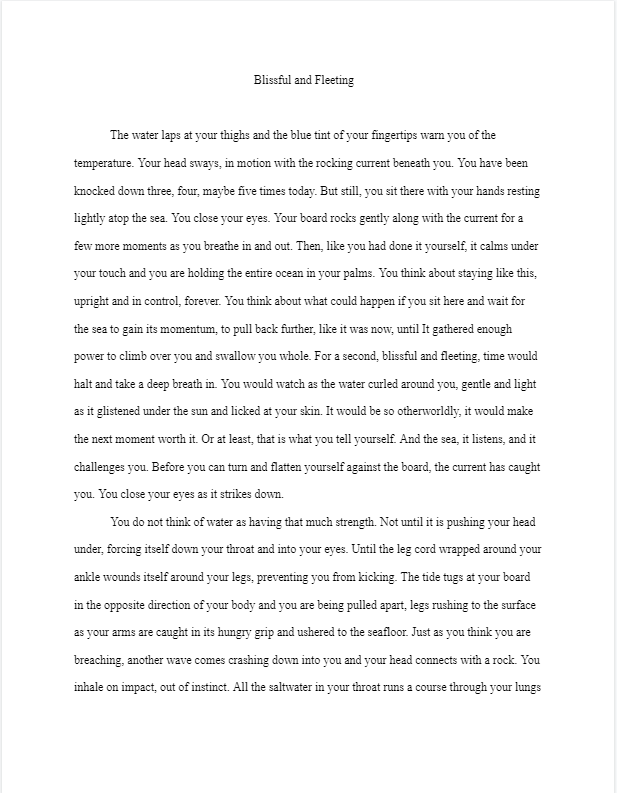 Blissful and Fleeting
The water laps at your thighs and the blue tint of your fingertips warn you of the
temperature. Your head sways, in motion with the rocking current beneath you. You have been
knocked down three, four, maybe five times today. But still, you sit there with your hands resting
lightly atop the sea. You close your eyes. Your board rocks gently along with the current for a
few more moments as you breathe in and out. Then, like you had done it yourself, it calms under
your touch and you are holding the entire ocean in your palms. You think about staying like this,
upright and in control, forever. You think about what could happen if you sit here and wait for
the sea to gain its momentum, to pull back further, like it was now, until It gathered enough
power to climb over you and swallow you whole. For a second, blissful and fleeting, time would
halt and take a deep breath in. You would watch as the water curled around you, gentle and light
as it glistened under the sun and licked at your skin. It would be so otherworldly, it would make
the next moment worth it. Or at least, that is what you tell yourself. And the sea, it listens, and it
challenges you. Before you can turn and flatten yourself against the board, the current has caught
you. You close your eyes as it strikes down.
You do not think of water as having that much strength. Not until it is pushing your head
under, forcing itself down your throat and into your eyes. Until the leg cord wrapped around your
ankle wounds itself around your legs, preventing you from kicking. The tide tugs at your board
in the opposite direction of your body and you are being pulled apart, legs rushing to the surface
as your arms are caught in its hungry grip and ushered to the seafloor. Just as you think you are
breaching, another wave comes crashing down into you and your head connects with a rock. You
inhale on impact, out of instinct. All the saltwater in your throat runs a course through your lungs